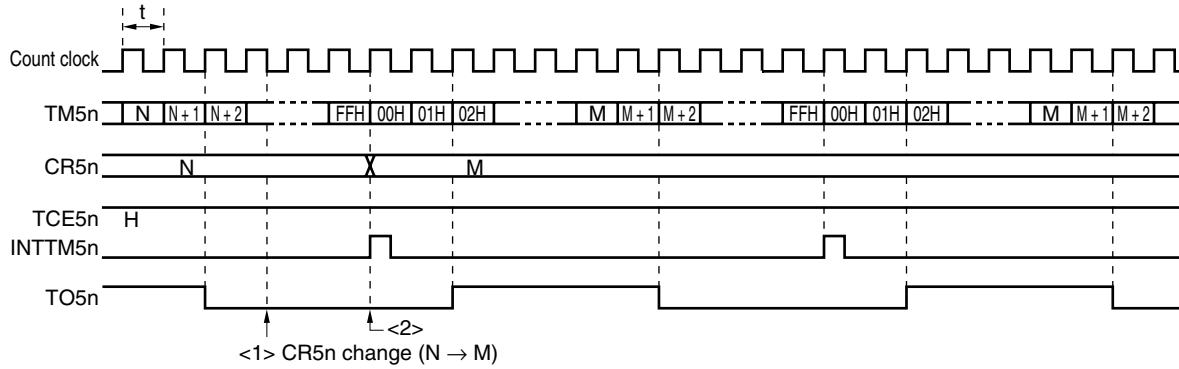 t
Count clock
TM5n N N + 1 N + 2 FFH 00H 01H 02H M M + 1 M + 2 FFH 00H 01H 02H M M + 1 M + 2
CR5n N M
TCE5n H
INTTM5n
TO5n
<2>
<1> CR5n change (N → M)